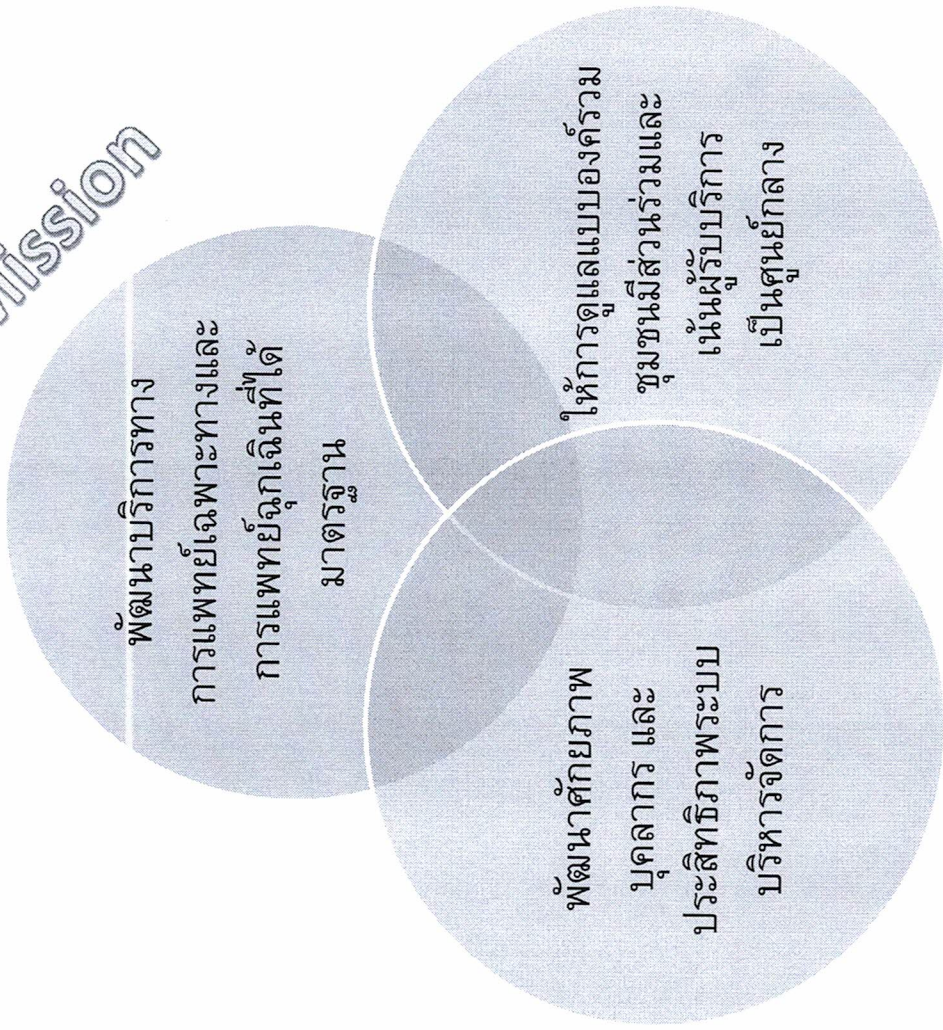 Mission
พัฒนาบริการทาง
การแพทย์เฉพาะทางและ
การแพทย์ฉุกเฉินที่ได้
มาตรฐาน
พัฒนาศักยภาพ
บุคลากร และ
ประสิทธิภาพระบบ
บริหารจัดการ
ให้การดูแลแบบองค์รวม
ชุมชนมีส่วนร่วมและ
เน้นผู้รับบริการ
เป็นศูนย์กลาง